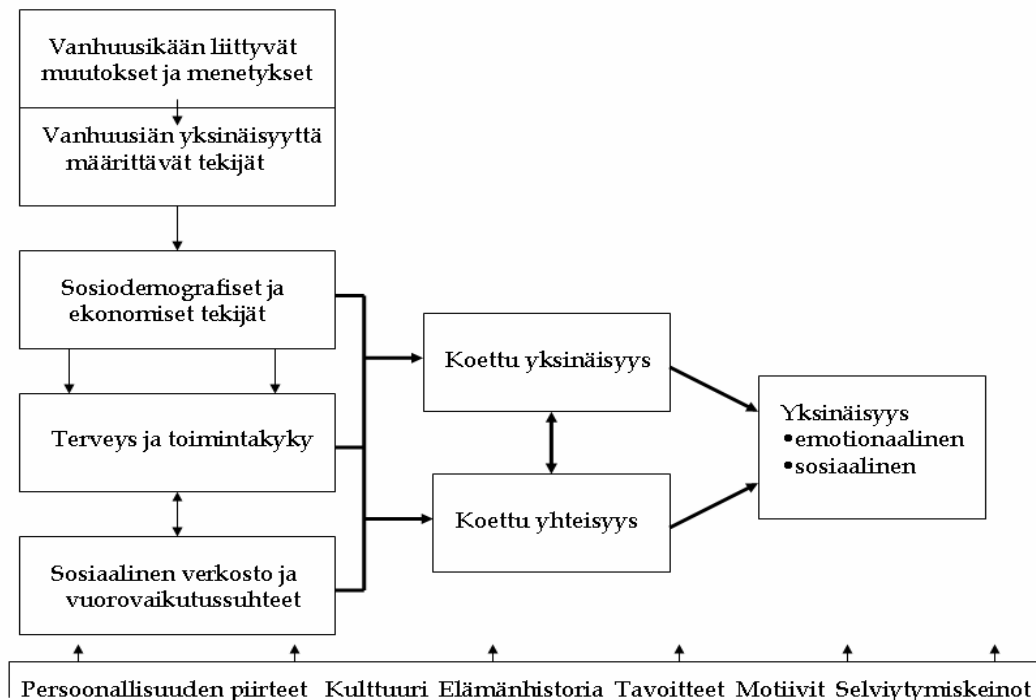 Vanhuusikään liittyvät
muutokset ja menetykset
Vanhuusiän yksinäisyyttä
määrittävät tekijät
Sosiodemografiset ja
ekonomiset tekijät
Terveys ja toimintakyky
Sosiaalinen verkosto ja
vuorovaikutussuhteet
Koettu yksinäisyys
Koettu yhteisyys
Yksinäisyys
•emotionaalinen
•sosiaalinen
Persoonallisuuden piirteet Kulttuuri Elämänhistoria Tavoitteet Motiivit Selviytymiskeinot